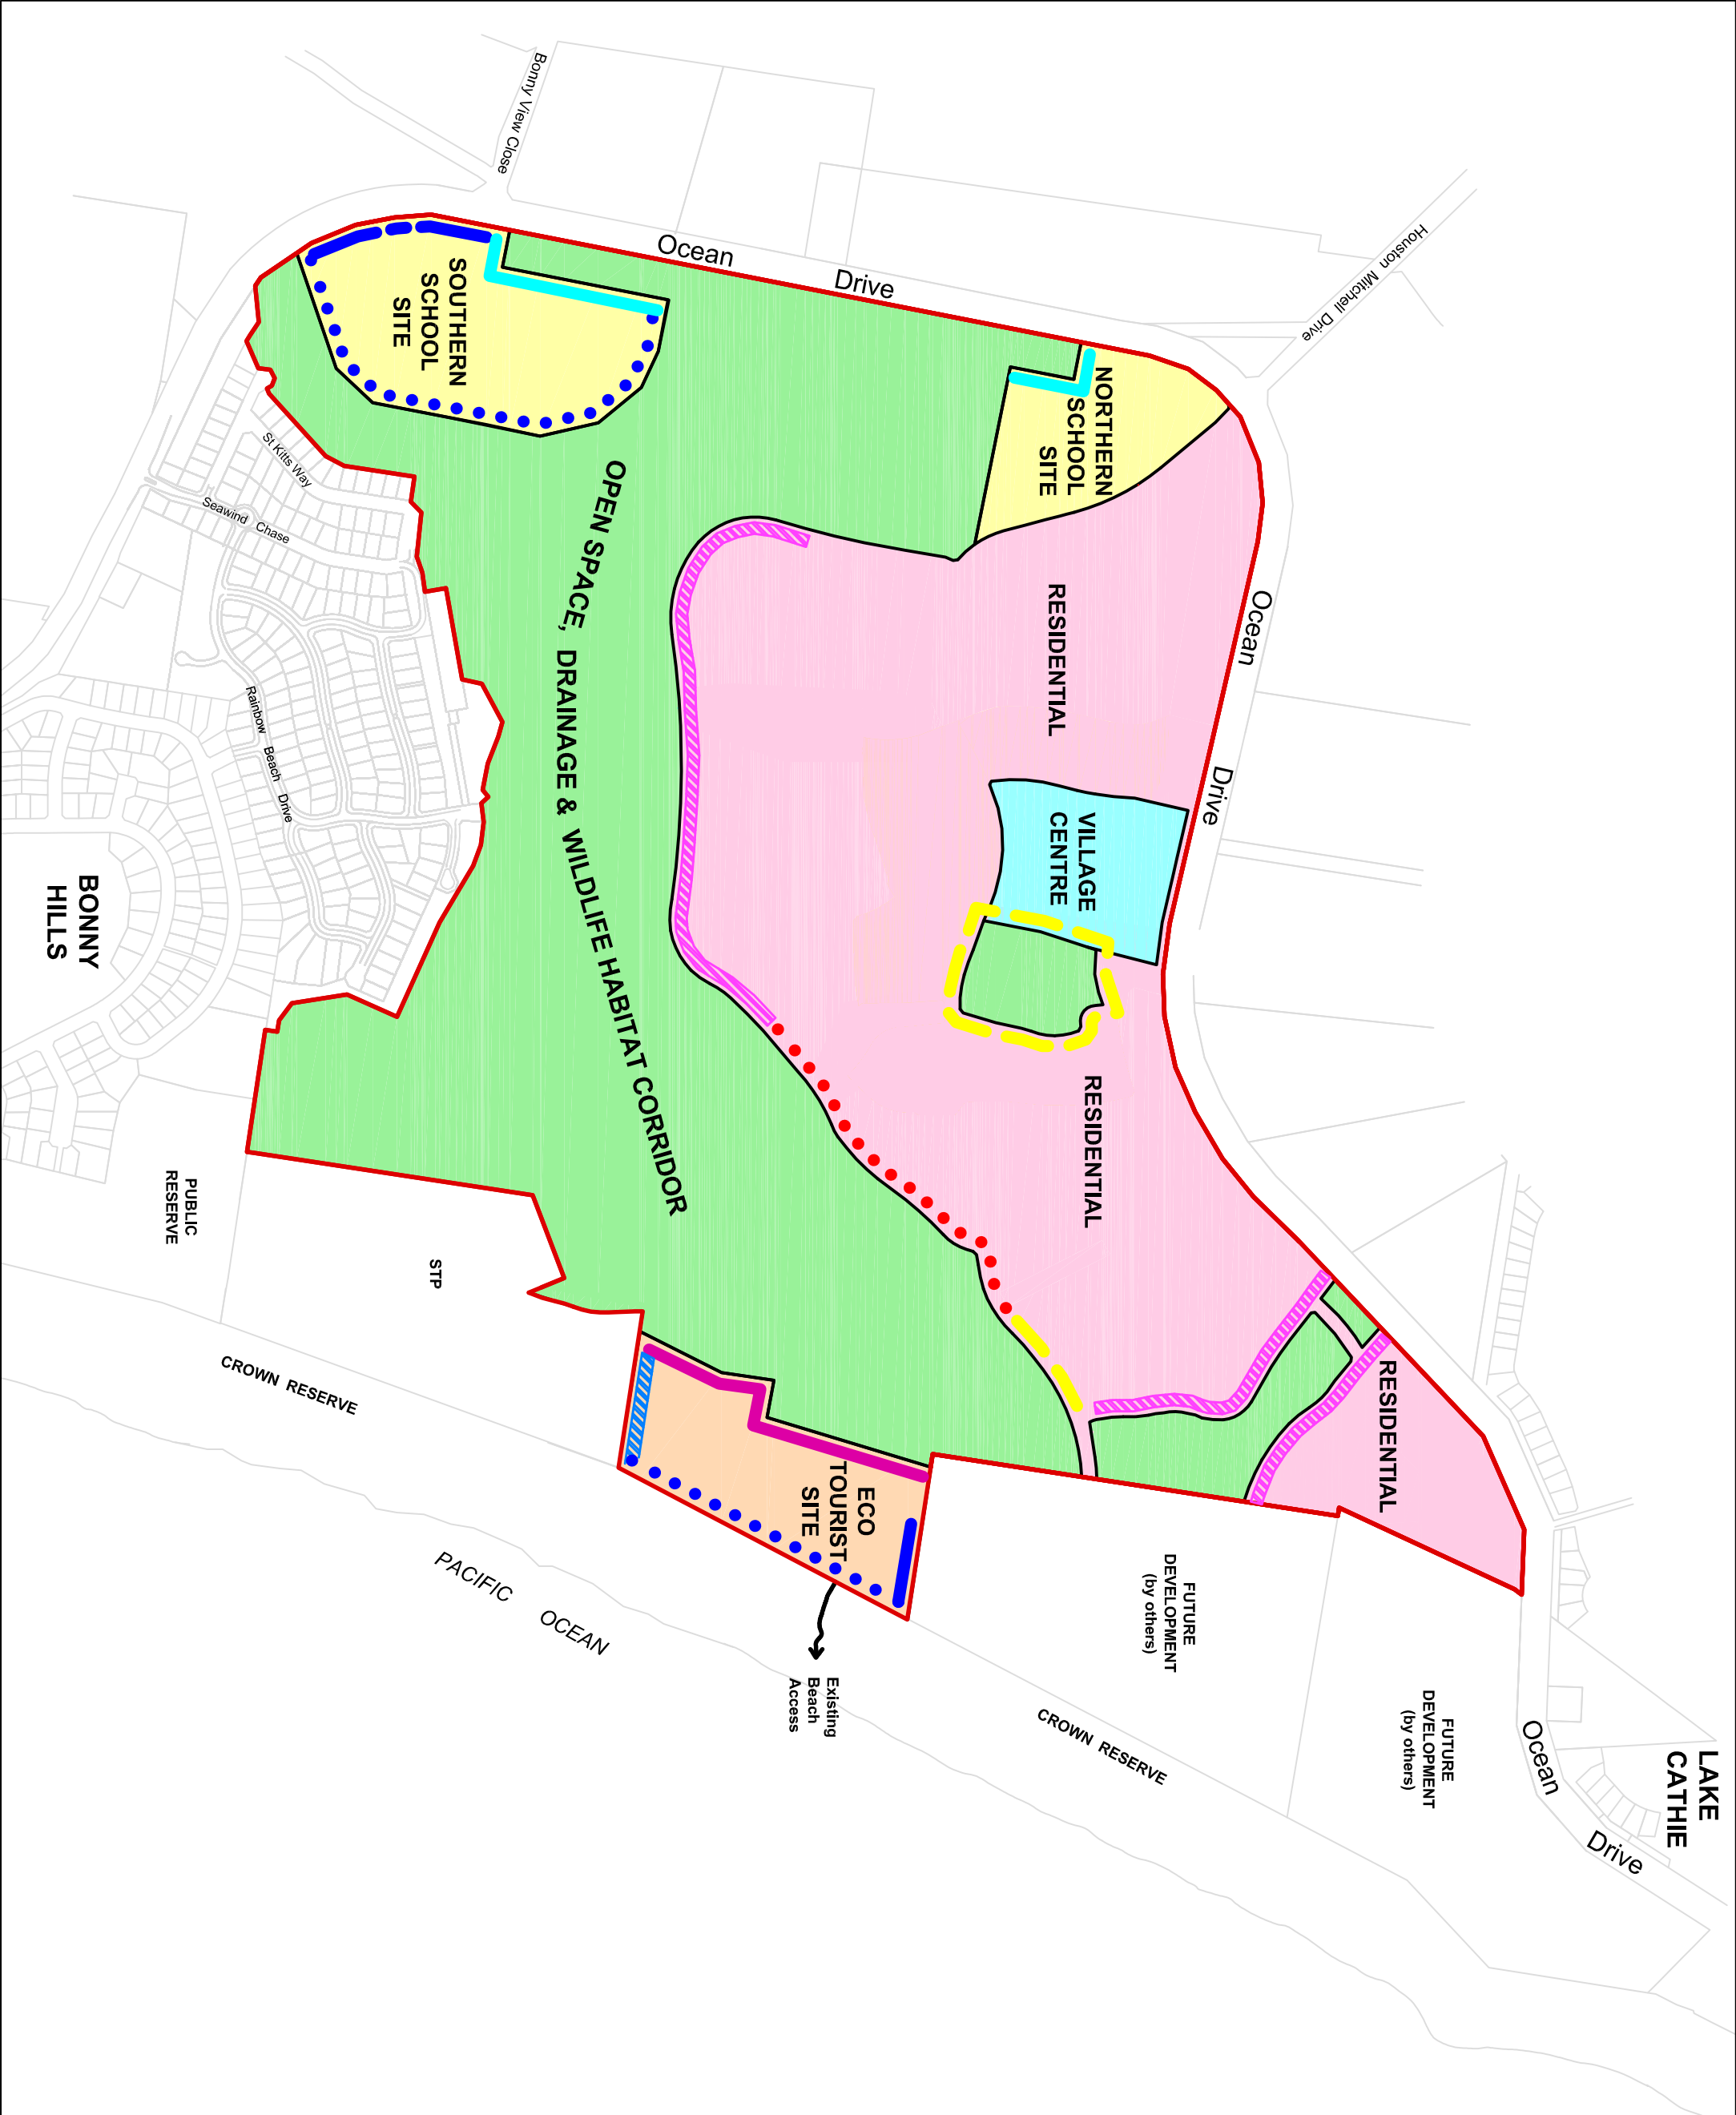 Bonny View Close
Ocean
Drive
Houston Mitchell Drive
SOUTHERN
SCHOOL
SITE
NORTHERN
SCHOOL
SITE
St Kitts Way
Seawind Chase
Rainbow Beach Drive
OPEN SPACE, DRAINAGE & WILDLIFE HABITAT CORRIDOR
RESIDENTIAL
Ocean
Drive
VILLAGE
CENTRE
RESIDENTIAL
RESIDENTIAL
BONNY
HILLS
PUBLIC
RESERVE
STP
CROWN RESERVE
ECO
TOURIST
SITE
PACIFIC OCEAN
Existing
Beach
Access
FUTURE
DEVELOPMENT
(by others)
FUTURE
DEVELOPMENT
(by others)
CROWN RESERVE
Ocean
Drive
LAKE
CATHIE